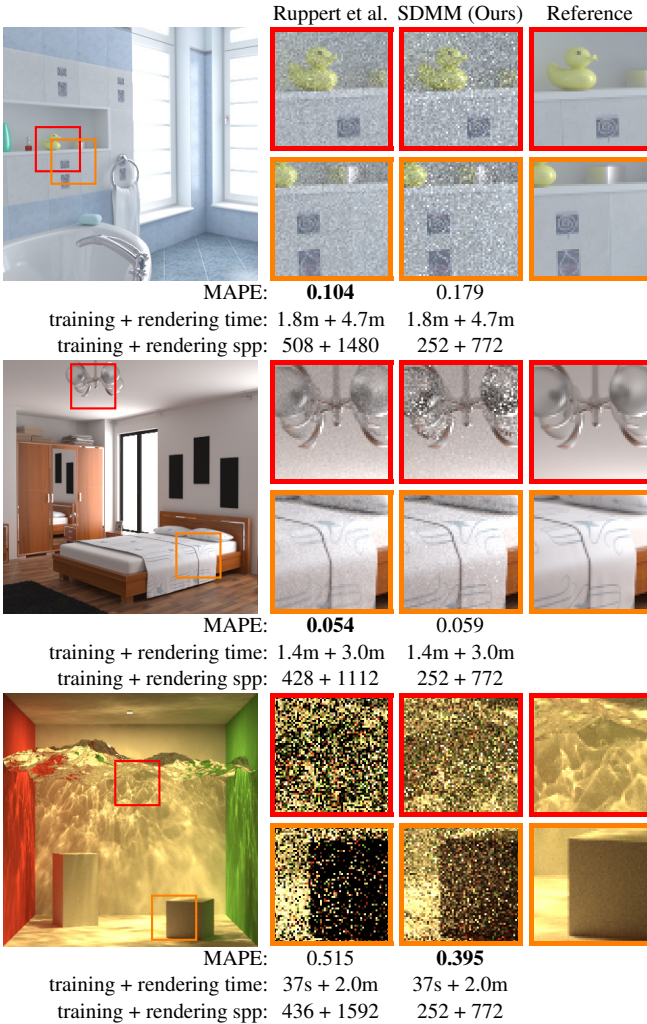 Ruppert et al. SDMM (Ours) Reference
MAPE: 0.104 0.179
training + rendering time: 1.8m + 4.7m 1.8m + 4.7m
training + rendering spp: 508 + 1480 252 + 772
MAPE: 0.054 0.059
training + rendering time: 1.4m + 3.0m 1.4m + 3.0m
training + rendering spp: 428 + 1112 252 + 772
MAPE: 0.515 0.395
training + rendering time: 37s + 2.0m 37s + 2.0m
training + rendering spp: 436 + 1592 252 + 772